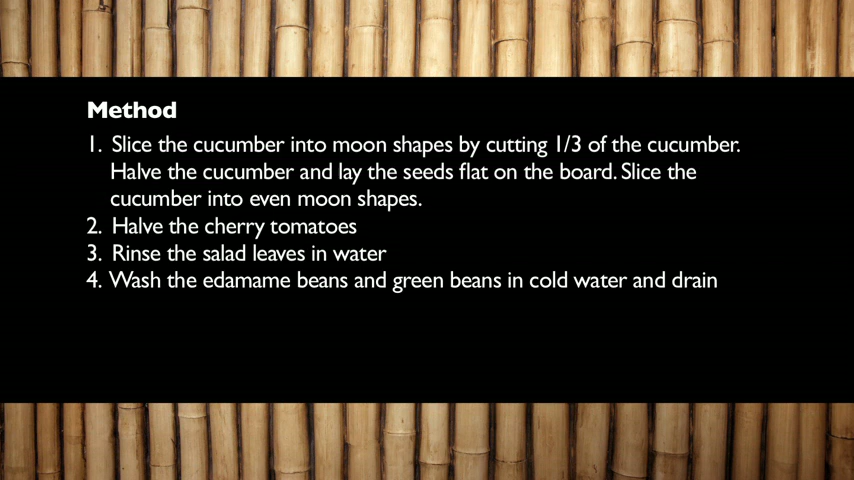 Method
1. Slice the cucumber into moon shapes by cutting 1/3 of the cucumber.
Halve the cucumber and lay the seeds flat on the board. Slice the
cucumber into even moon shapes.
2. Halve the cherry tomatoes
3. Rinse the salad leaves in water
4. Wash the edamame beans and green beans in cold water and drain